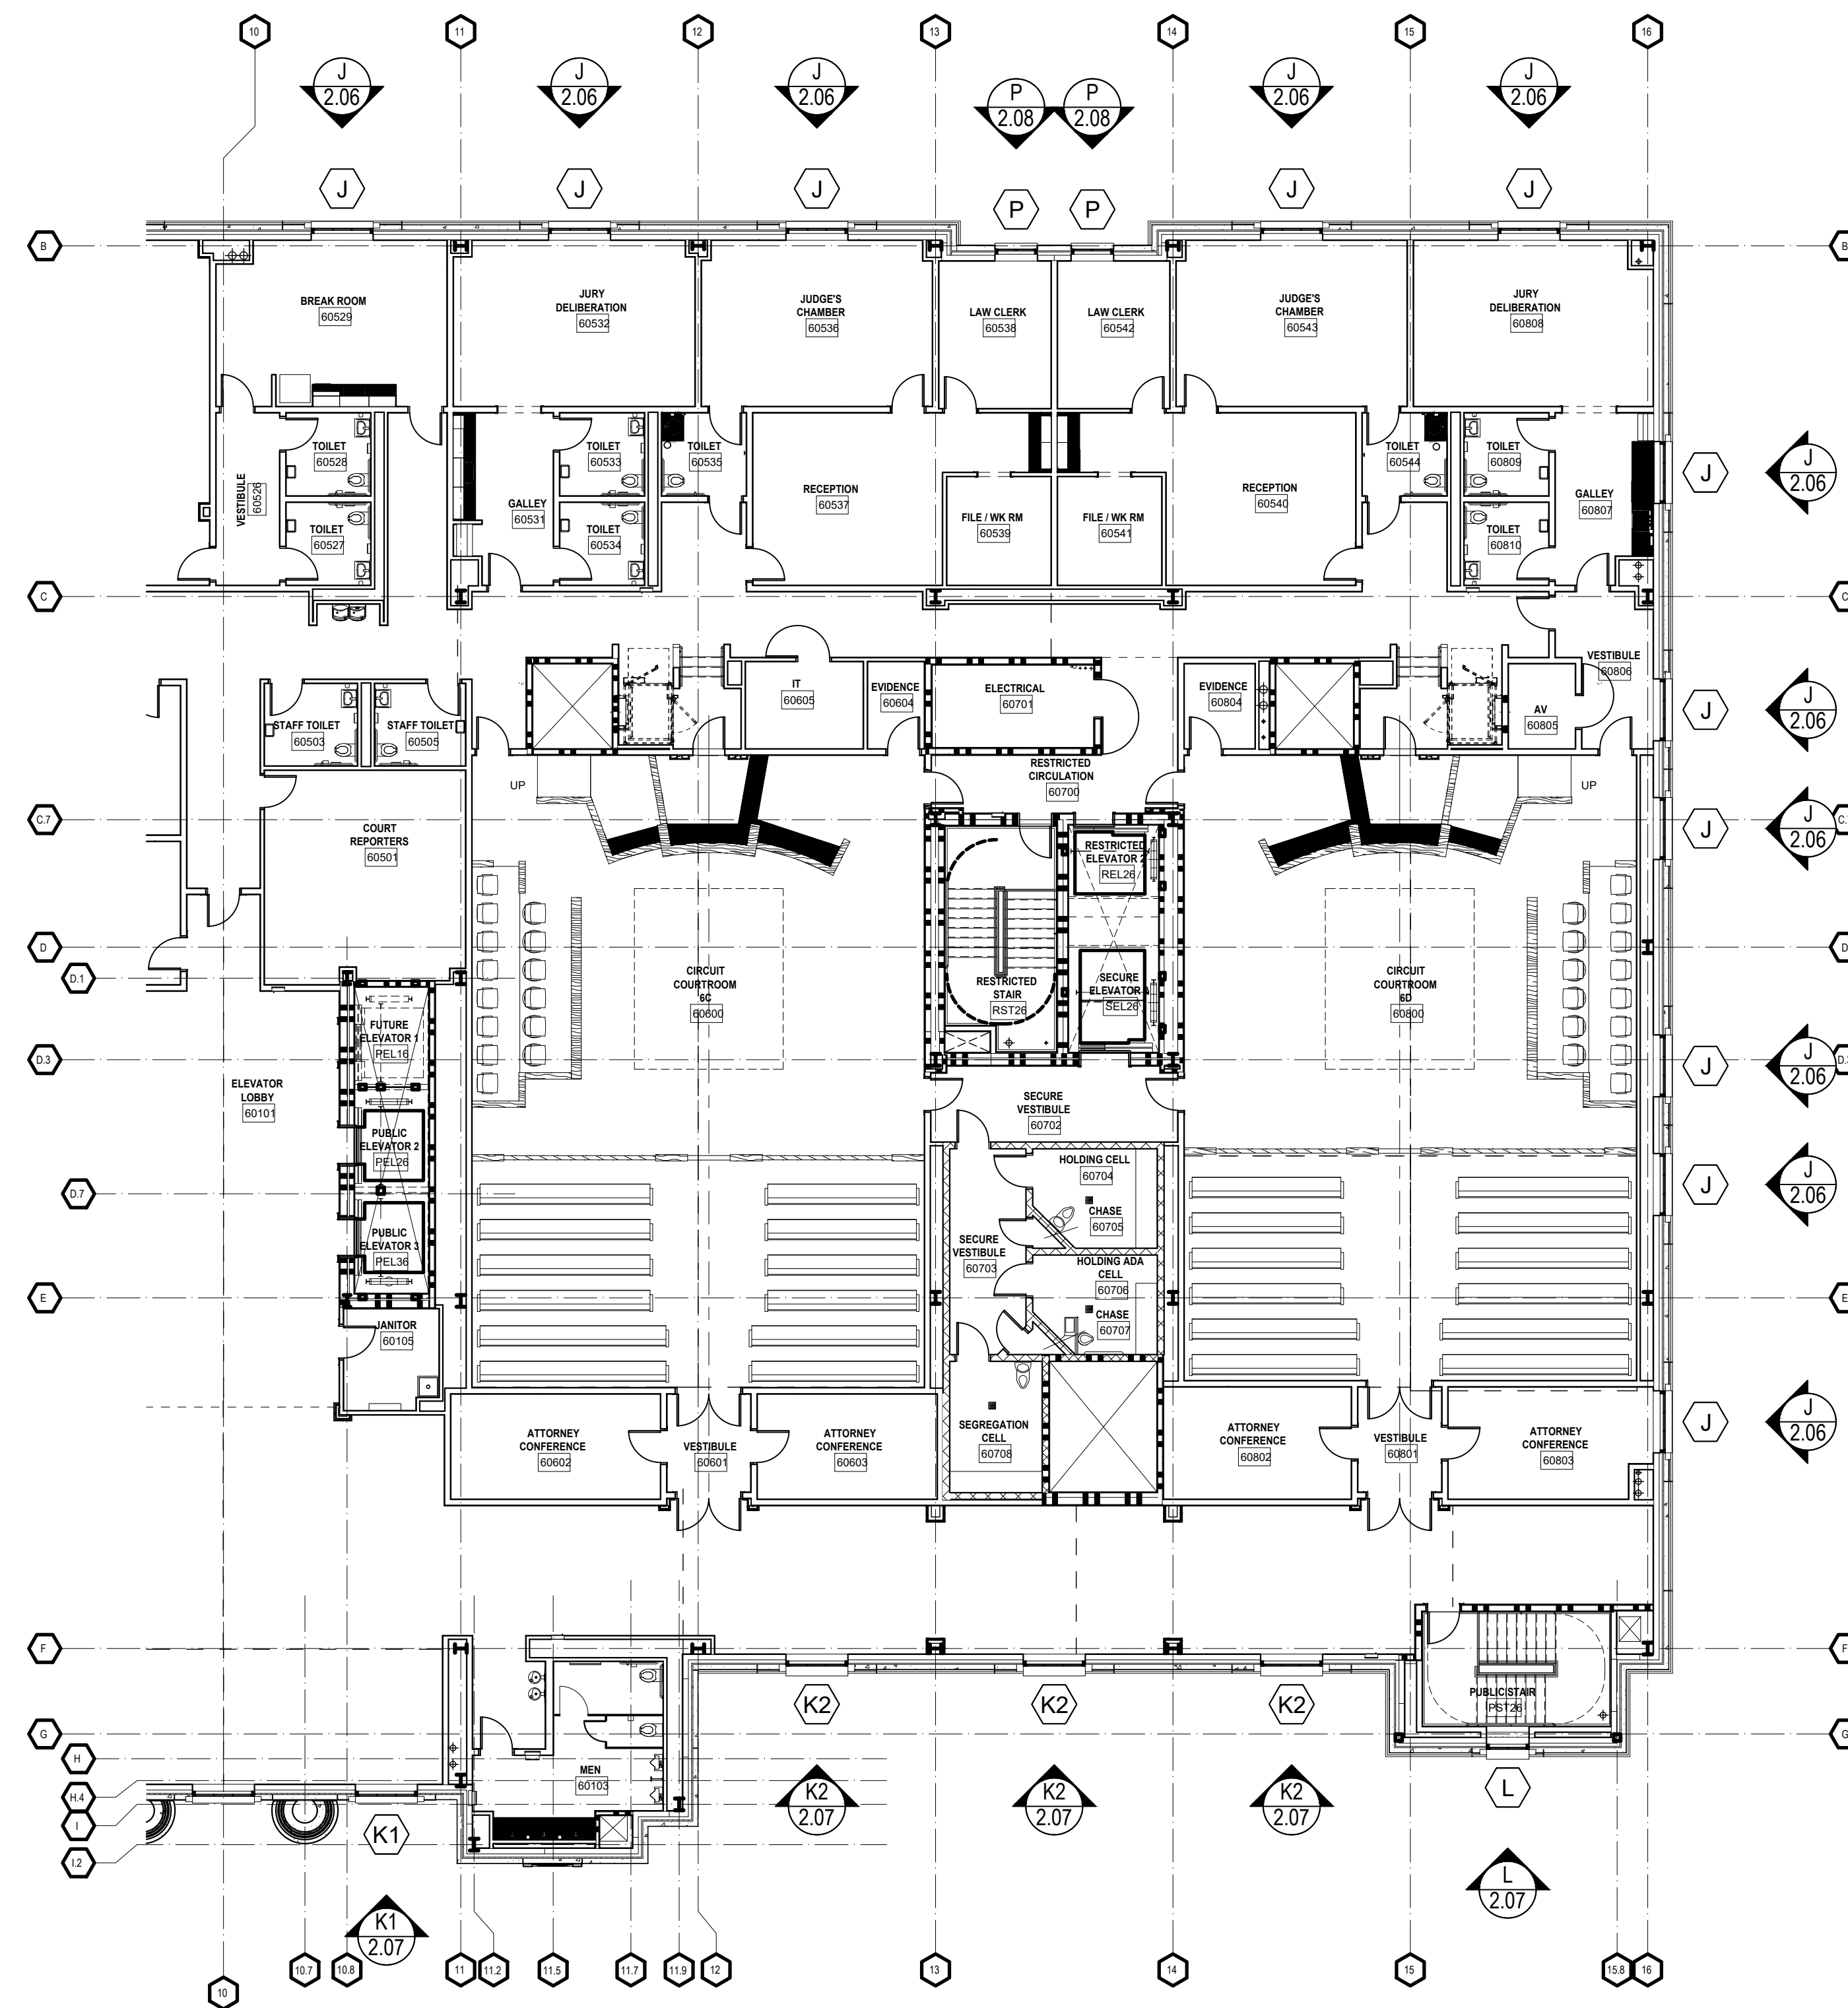 10
11
12
13
14
15
16
J
2.06
J
2.06
J
2.06
P
2.08
P
2.08
J
2.06
J
2.06
J
J
J
P
P
J
J
B
B
BREAK ROOM
60529
JURY
DELIBERATION
60532
JUDGE'S
CHAMBER
60536
LAW CLERK
60538
LAW CLERK
60542
JUDGE'S
CHAMBER
60543
JURY
DELIBERATION
60808
TOILET
60528
TOILET
60533
TOILET
60535
TOILET
60544
TOILET
60809
J
J
2.06
VESTIBULE
60526
GALLEY
60531
RECEPTION
60537
RECEPTION
60540
GALLEY
60807
TOILET
60527
TOILET
60534
FILE / WK RM
60539
FILE / WK RM
60541
TOILET
60810
C
C
VESTIBULE
60806
STAFF TOILET
60503
STAFF TOILET
60505
IT
60605
EVIDENCE
60604
ELECTRICAL
60701
EVIDENCE
60804
AV
60805
J
J
2.06
UP
RESTRICTED
CIRCULATION
60700
UP
C.7
COURT
REPORTERS
60501
RESTRICTED
ELEVATOR 2
REL26
J
J
2.06
C.
D
D
D.1
CIRCUIT
COURTROOM
6C
60600
RESTRICTED
STAIR
RST26
SECURE
ELEVATOR
SEL26
CIRCUIT
COURTROOM
6D
60800
FUTURE
ELEVATOR 1
PEL16
D.3
J
J
2.06
D.
ELEVATOR
LOBBY
60101
SECURE
VESTIBULE
60702
PUBLIC
ELEVATOR 2
PEL26
HOLDING CELL
60704
D.7
J
J
2.06
CHASE
60705
PUBLIC
ELEVATOR 3
PEL36
SECURE
VESTIBULE
60703
HOLDING ADA
CELL
60706
E
E
CHASE
60707
JANITOR
60105
ATTORNEY
CONFERENCE
60602
VESTIBULE
60601
ATTORNEY
CONFERENCE
60603
SEGREGATION
CELL
60708
ATTORNEY
CONFERENCE
60802
VESTIBULE
60801
ATTORNEY
CONFERENCE
60803
J
J
2.06
F
F
PUBLIC STAIR
PST26
K2
K2
K2
G
G
H
MEN
60103
H.4
I
I.2
K1
K2
2.07
K2
2.07
K2
2.07
L
L
2.07
K1
2.07
10
10.7
10.8
11
11.2
11.5
11.7
11.9
12
13
14
15
15.8
16